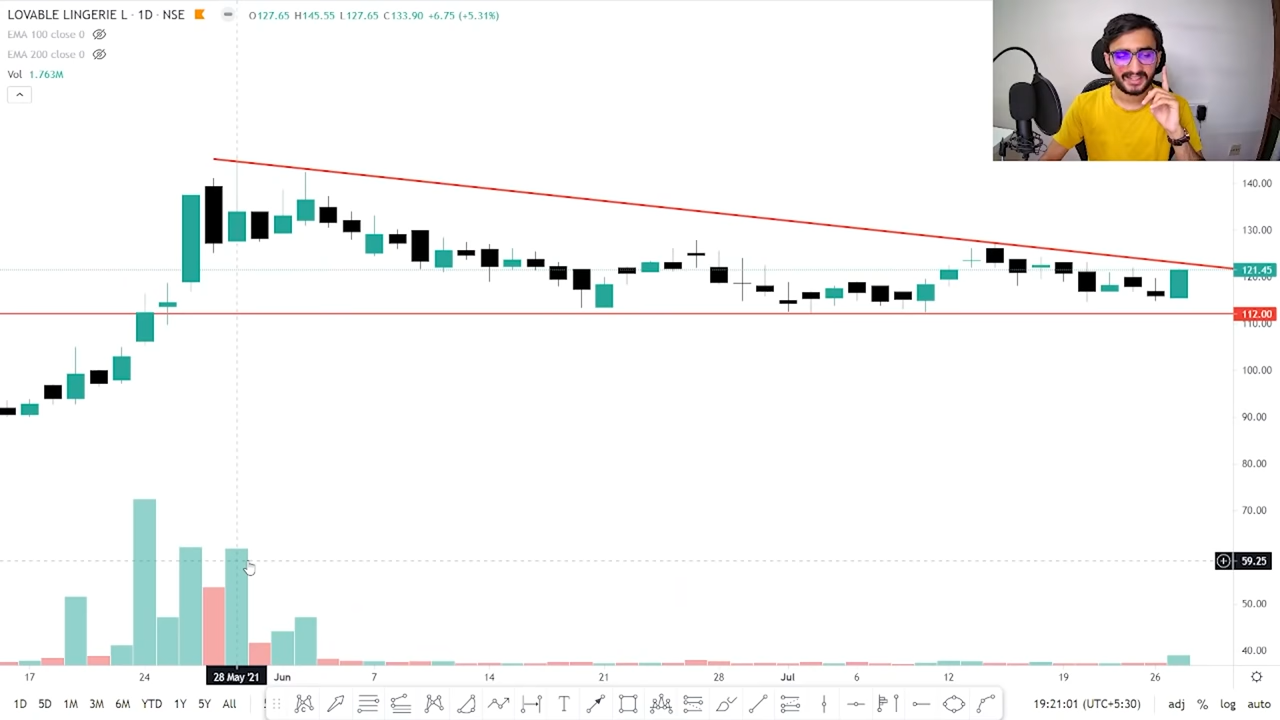 LOVABLE LINGERIE L · 1D · NSE O127.65 H145.55 L127.65 C133.90 +6.75 (+5.31%)
EMA 100 close 0
EMA 200 close 0
Vol 1.763M
140.00
130.00
121.45
120.00
112.00
110.00
100.00
90.00
80.00
70.00
59.25
50.00
40.00
17 24 28 May '21 Jun 7 14 21 28 Jul 6 12 19 26
1D 5D 1M 3M 6M YTD 1Y 5Y All 19:21:01 (UTC+5:30) adj % log auto